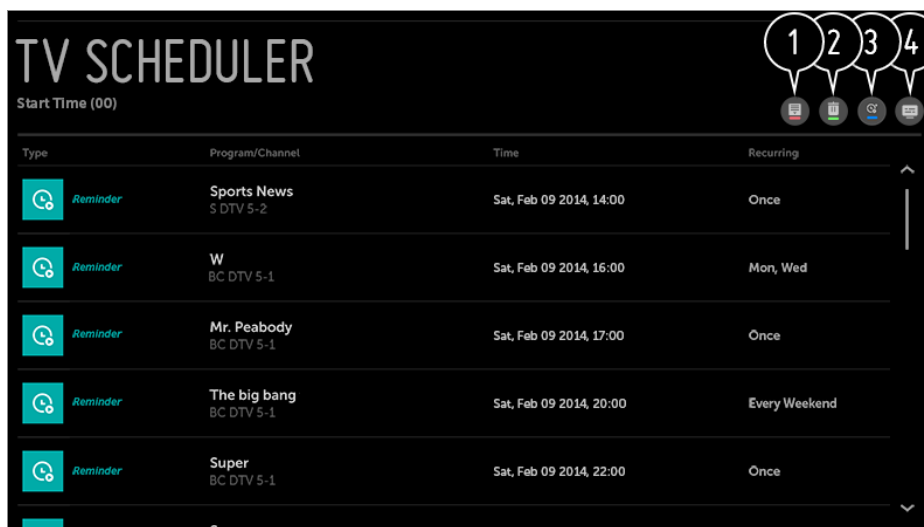 1 2 3 4
TV SCHEDULER
Start Time (00)
Type Program/Channel Time Recurring
Reminder Sports News Sat, Feb 09 2014, 14:00 Once
S DTV 5-2
Reminder W Sat, Feb 09 2014, 16:00 Mon, Wed
BC DTV 5-1
Reminder Mr. Peabody Sat, Feb 09 2014, 17:00 Once
BC DTV 5-1
Reminder The big bang Sat, Feb 09 2014, 20:00 Every Weekend
BC DTV 5-1
Reminder Super Sat, Feb 09 2014, 22:00 Once
BC DTV 5-1